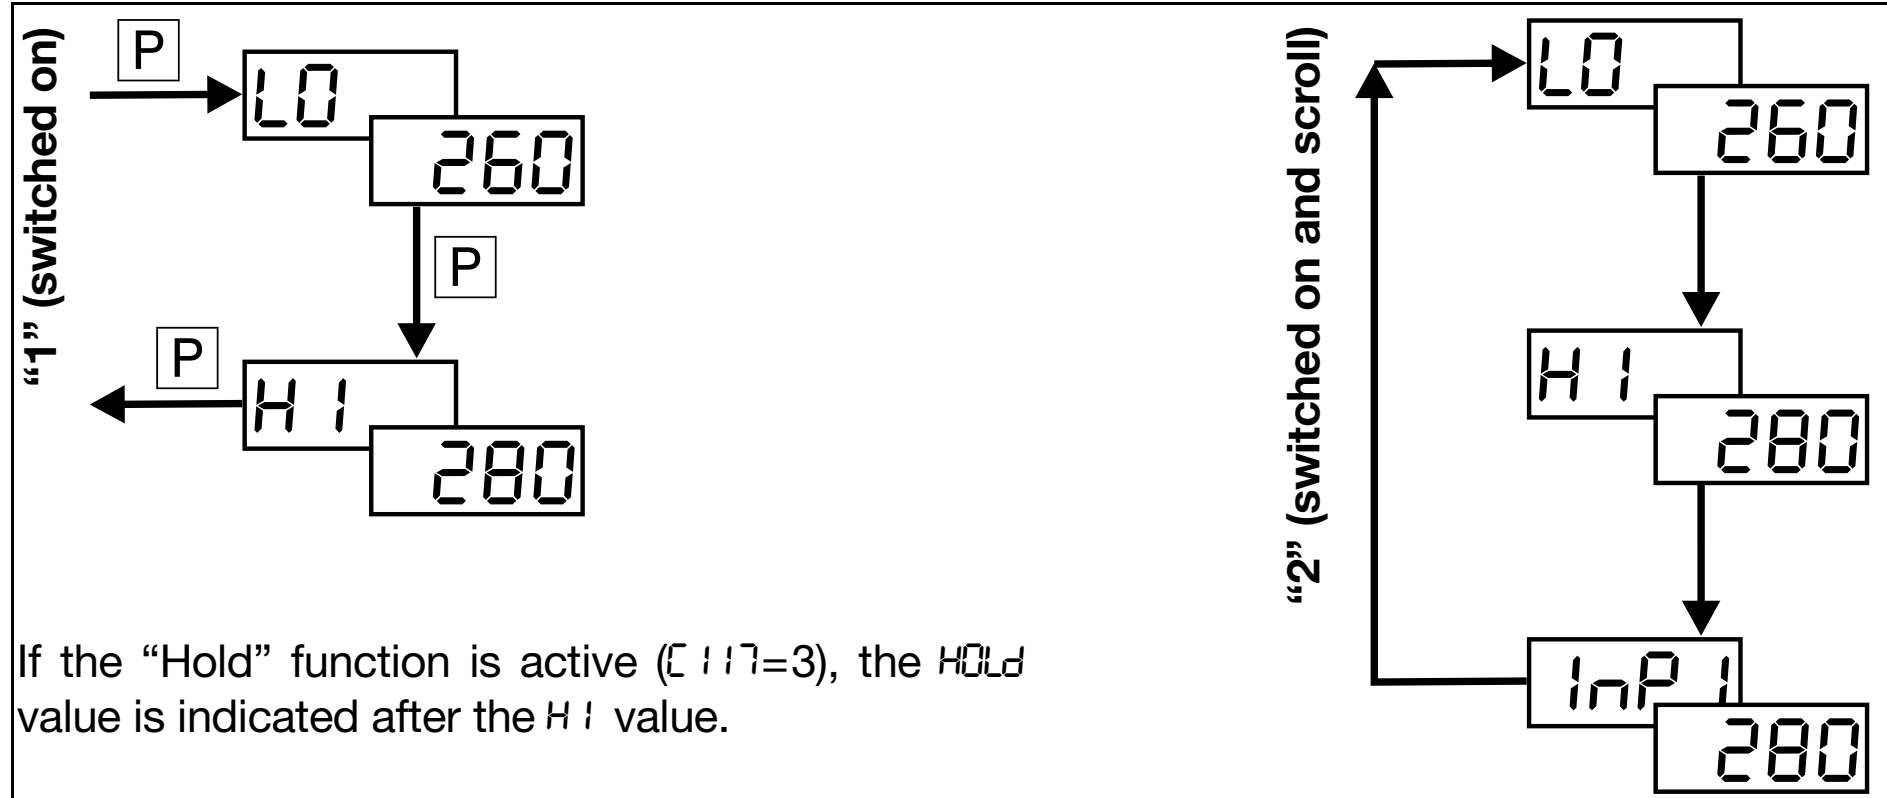 “1” (switched on)
P
LO
260
P
P
HI
280
If the “Hold” function is active (C117=3), the HOLd
value is indicated after the HI value.
“2” (switched on and scroll)
LO
260
HI
280
InP1
280